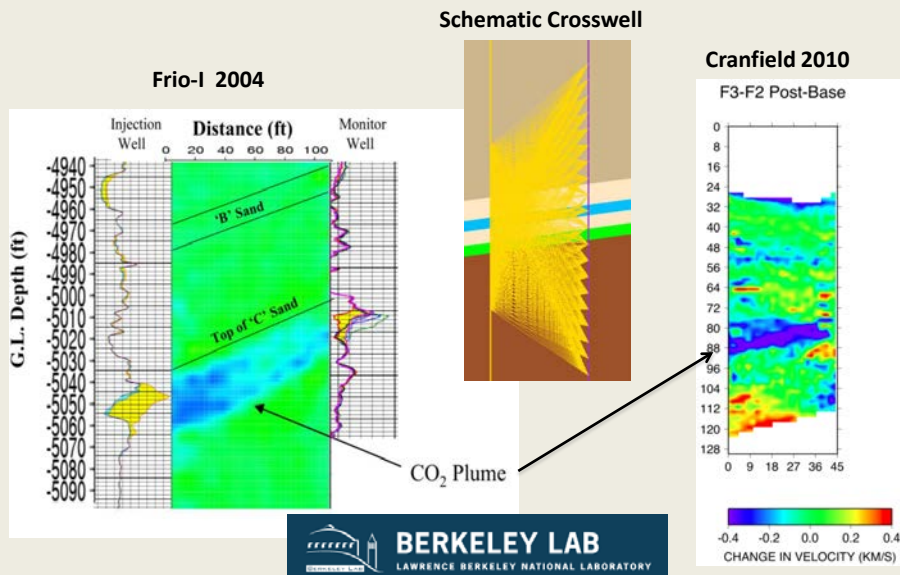 Schematic Crosswell
Frio-I 2004
Cranfield 2010
Injection
Well
Distance (ft)
Monitor
Well
0 20 40 60 80 100
G.L. Depth (ft)
-4940
-4950
-4960
-4970
-4980
-4990
-5000
-5010
-5020
-5030
-5040
-5050
-5060
-5070
-5080
-5090
'B' Sand
Top of 'C' Sand
CO₂ Plume
F3-F2 Post-Base
0
8
16
24
32
40
48
56
64
72
80
88
96
104
112
120
128
0 9 18 27 36 45
-0.4 -0.2 0.0 0.2 0.4
CHANGE IN VELOCITY (KM/S)
BERKELEY LAB
BERKELEY LAB
LAWRENCE BERKELEY NATIONAL LABORATORY